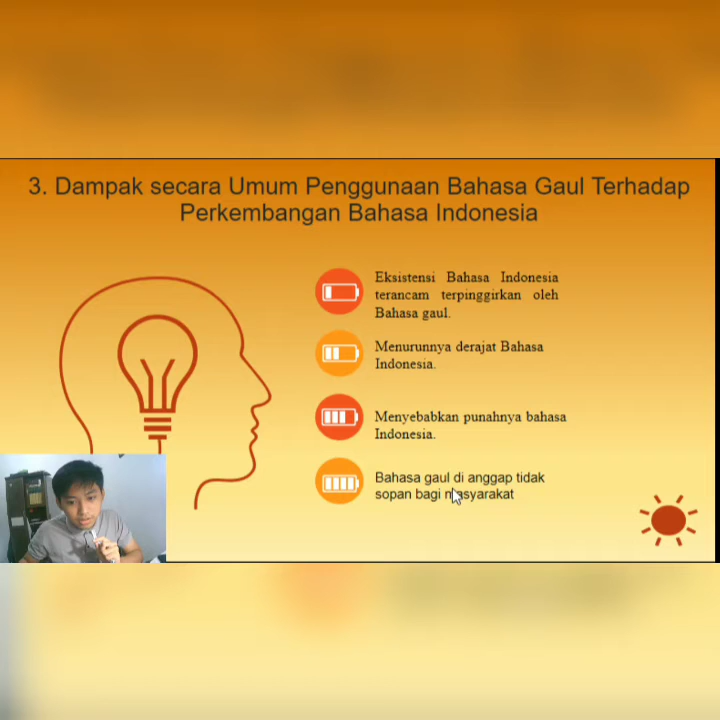 3. Dampak secara Umum Penggunaan Bahasa Gaul Terhadap
Perkembangan Bahasa Indonesia
Eksistensi Bahasa Indonesia
terancam terpinggirkan oleh
Bahasa gaul.
Menurunnya derajat Bahasa
Indonesia.
Menyebabkan punahnya bahasa
Indonesia.
Bahasa gaul di anggap tidak
sopan bagi masyarakat